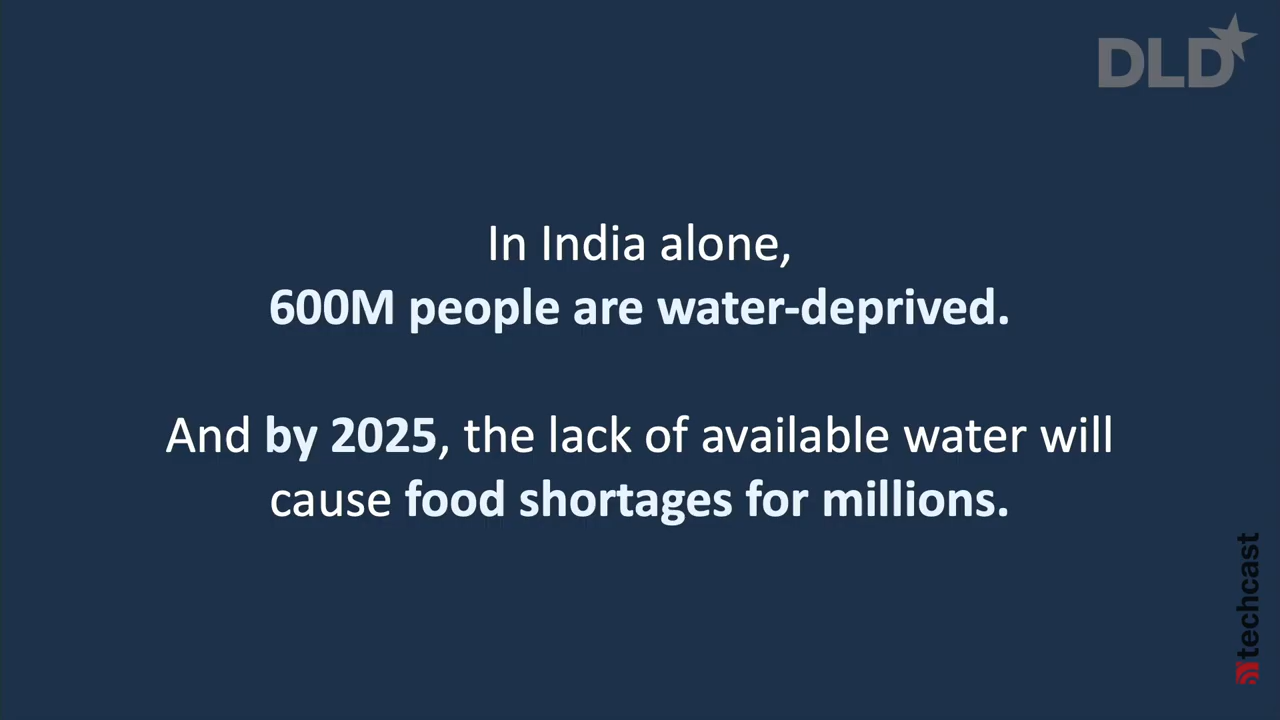 DLD
In India alone,
600M people are water-deprived.
And by 2025, the lack of available water will
cause food shortages for millions.
techcast